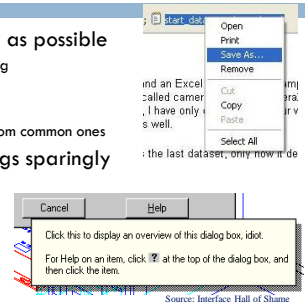 as possible
g
om common ones
gs sparingly
start_dat
Open
Print
Save As...
Remove
Cut
Copy
Paste
Select All
nd an Excel
called camer
, I have only
s well.
the last dataset, only now it de
Cancel Help
Click this to display an overview of this dialog box, idiot.
For Help on an item, click ? at the top of the dialog box, and
then click the item.
Source: Interface Hall of Shame